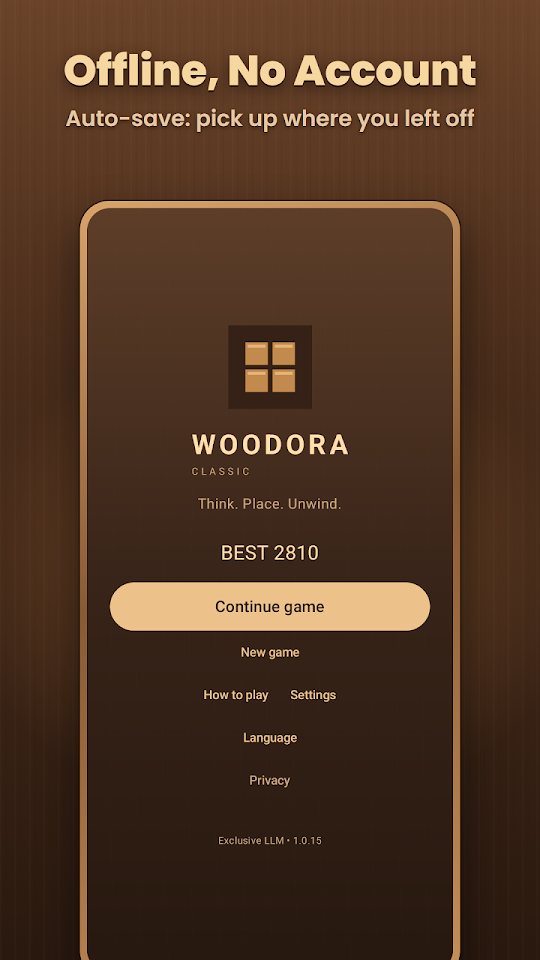 Offline, No Account
Auto-save: pick up where you left off
WOODORA
CLASSIC
Think. Place. Unwind.
BEST 2810
Continue game
New game
How to play Settings
Language
Privacy
Exclusive LLM • 1.0.15